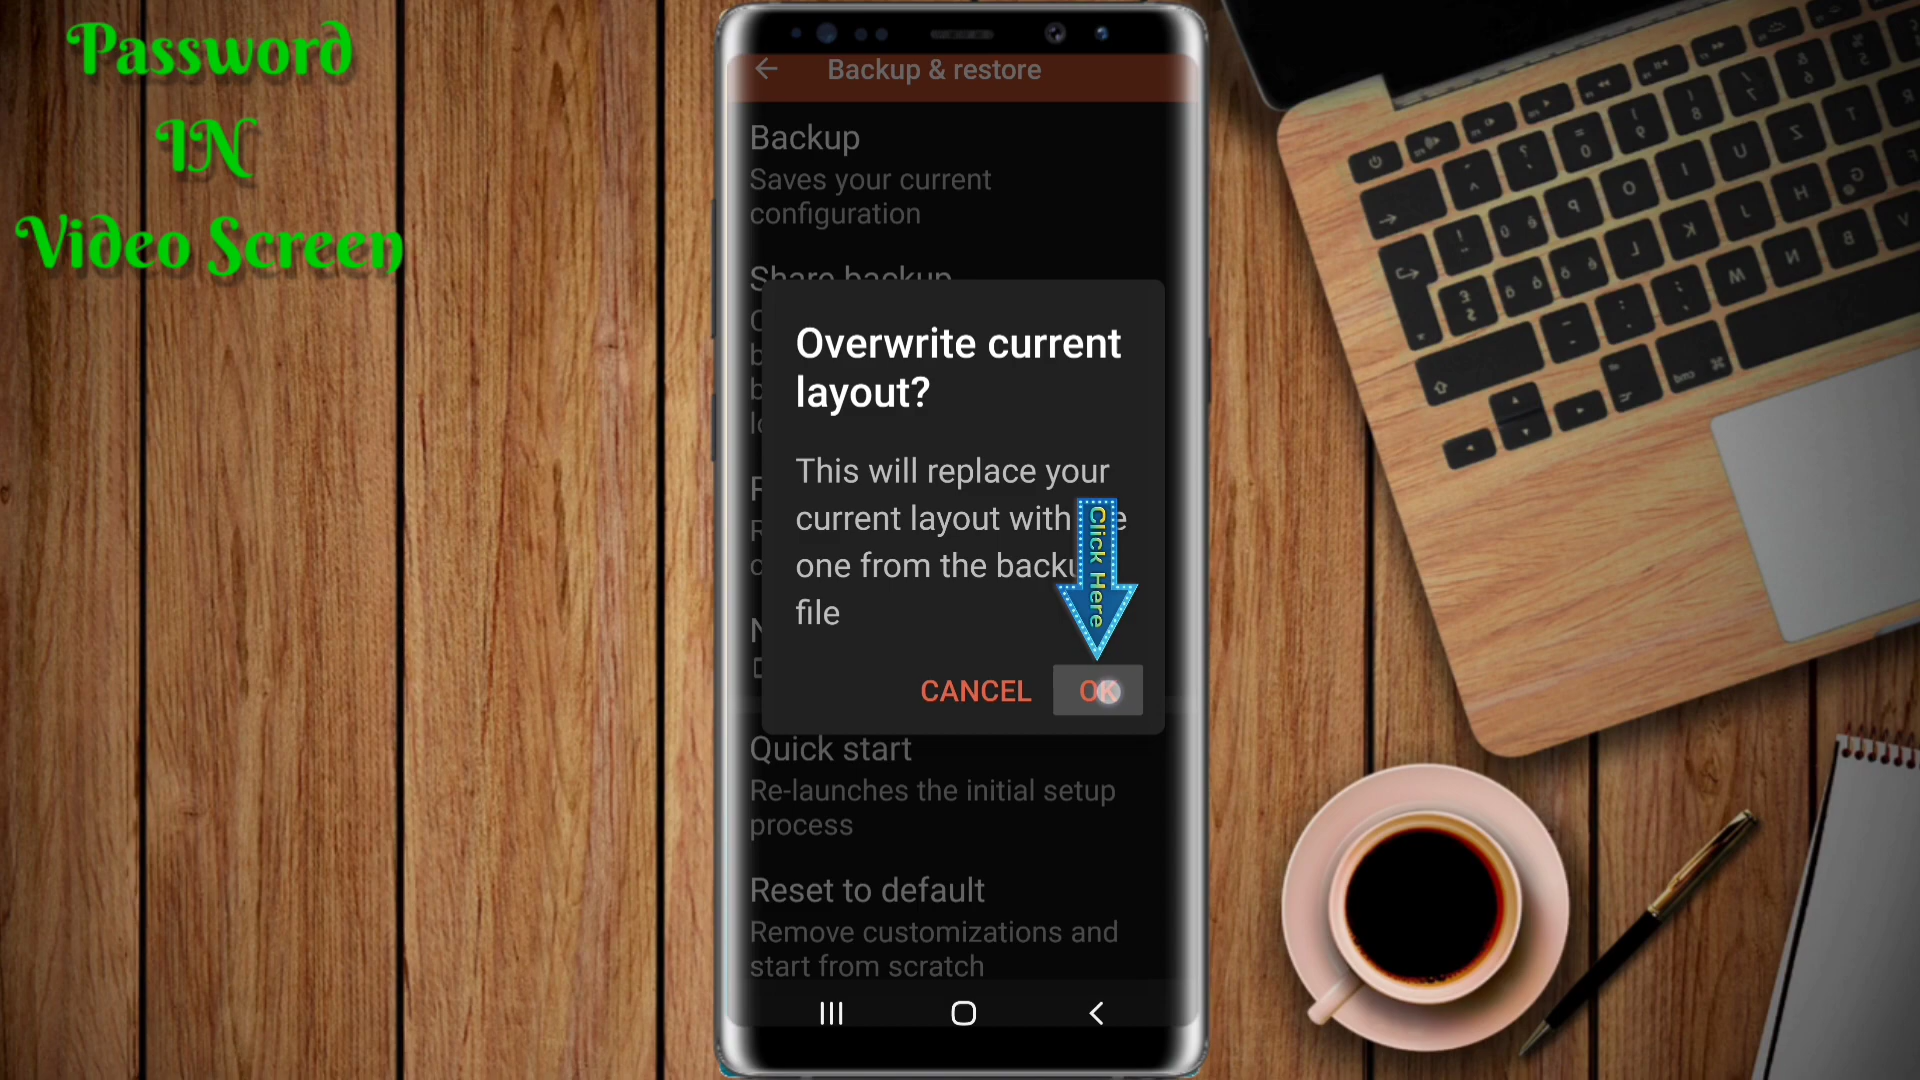 Password
IN
Video Screen
Backup & restore
Backup
Saves your current
configuration
Share backup
Overwrite current
layout?
This will replace your
current layout with
one from the backu
file
Click Here
CANCEL
OK
Quick start
Re-launches the initial setup
process
Reset to default
Remove customizations and
start from scratch